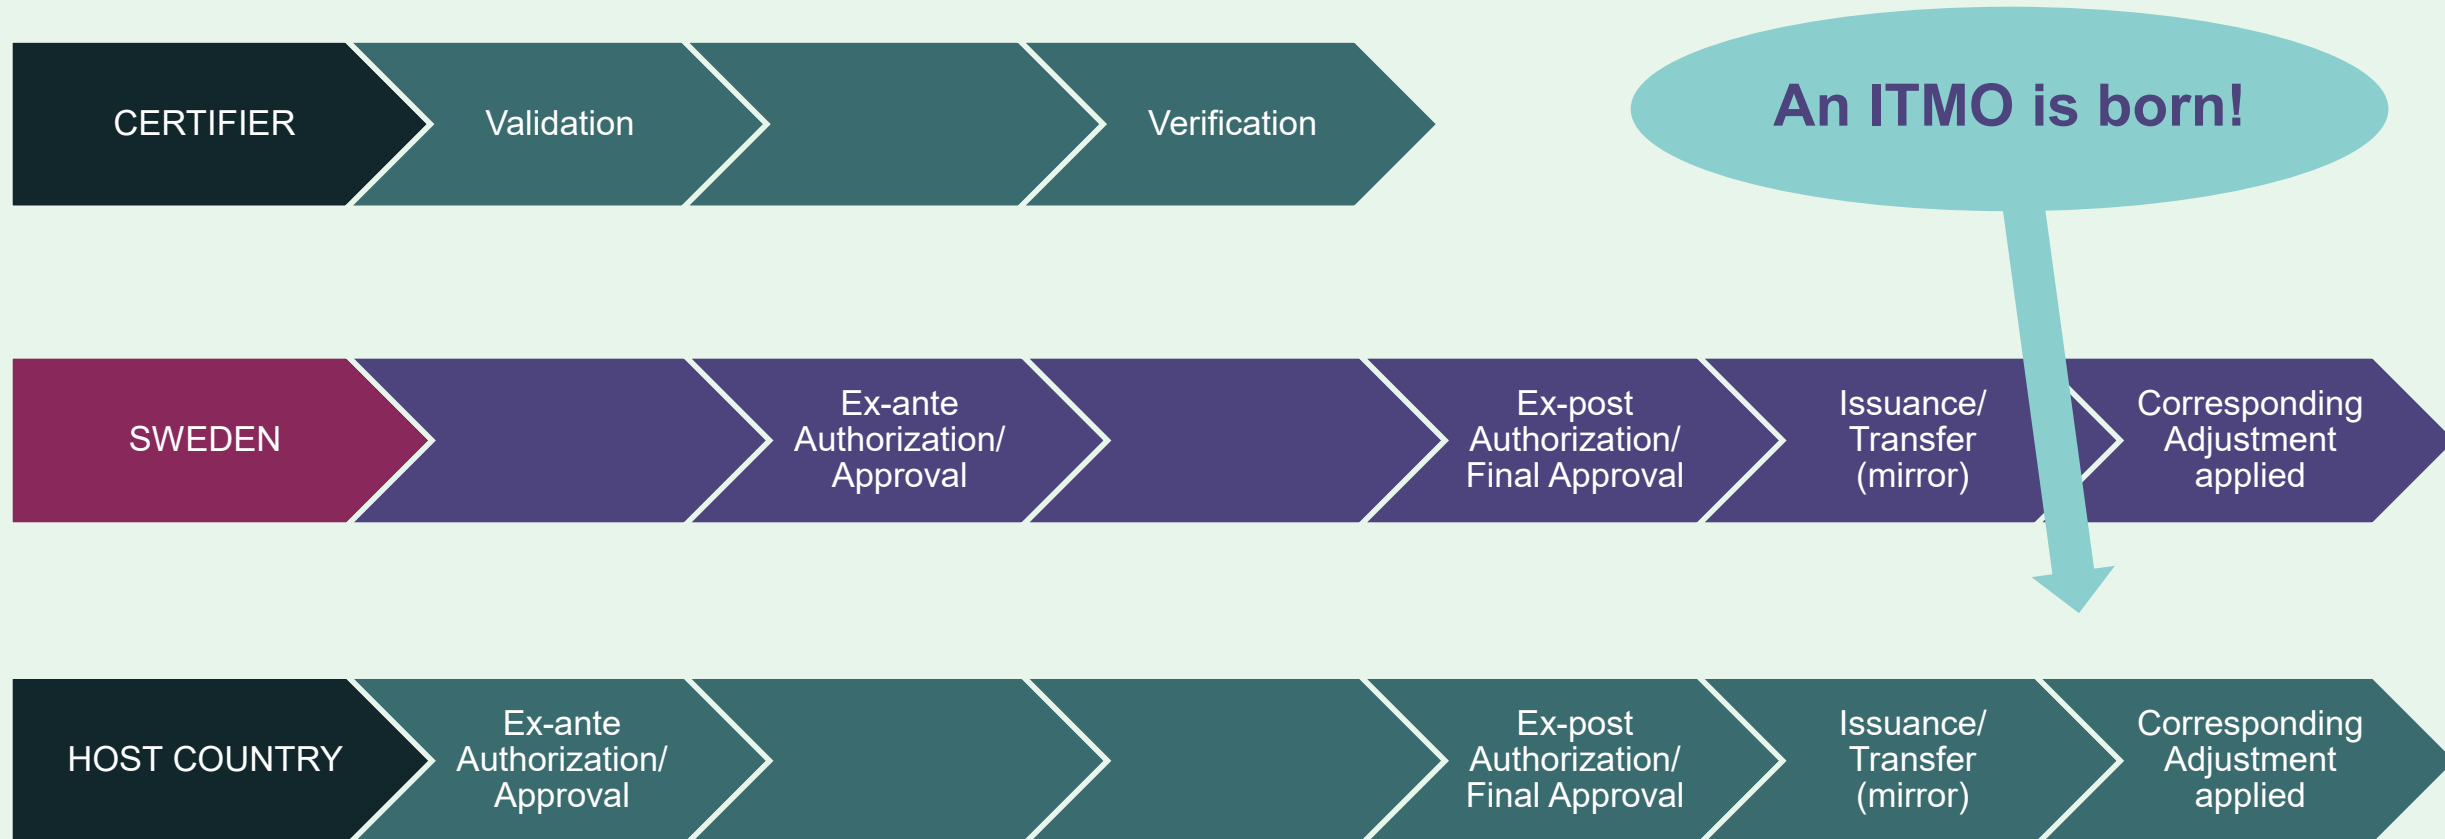 CERTIFIER
Validation
Verification
An ITMO is born!
SWEDEN
Ex-ante
Authorization/
Approval
Ex-post
Authorization/
Final Approval
Issuance/
Transfer
(mirror)
Corresponding
Adjustment
applied
HOST COUNTRY
Ex-ante
Authorization/
Approval
Ex-post
Authorization/
Final Approval
Issuance/
Transfer
(mirror)
Corresponding
Adjustment
applied